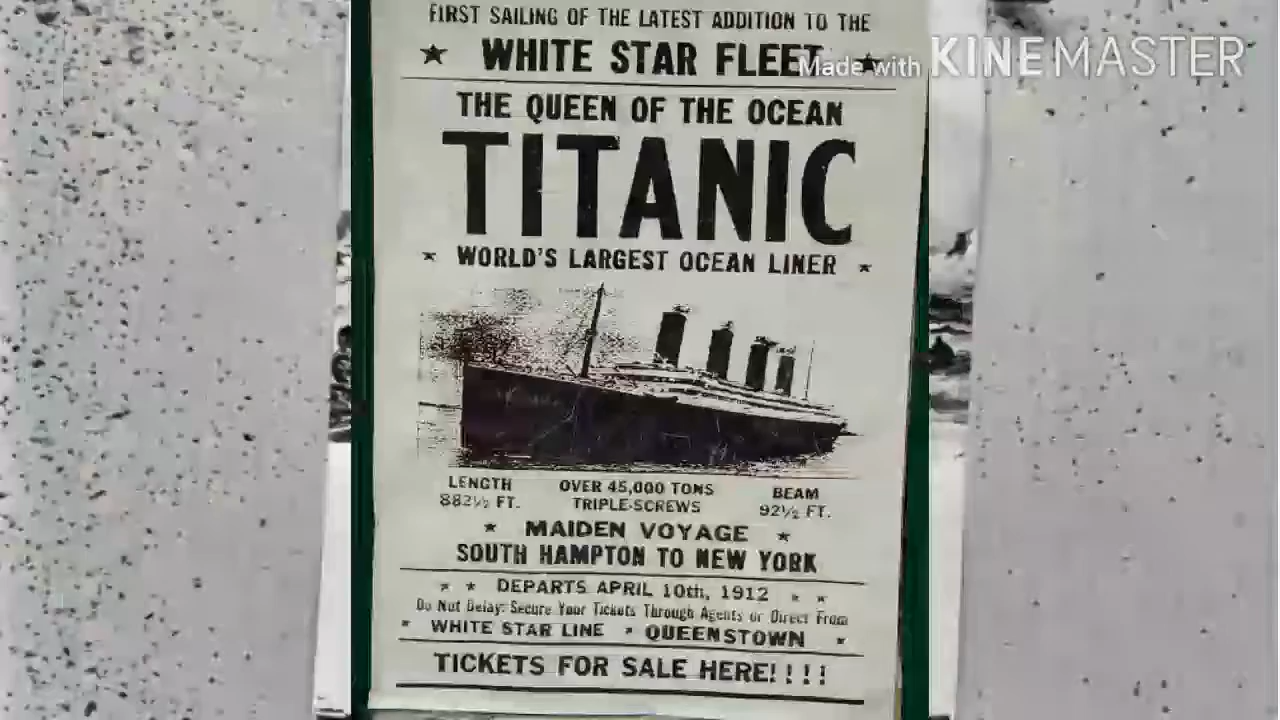 FIRST SAILING OF THE LATEST ADDITION TO THE
★ WHITE STAR FLEET ★
Made with KINEMASTER
THE QUEEN OF THE OCEAN
TITANIC
★ WORLD'S LARGEST OCEAN LINER ★
LENGTH OVER 45,000 TONS BEAM
882½ FT. TRIPLE-SCREWS 92½ FT.
★ MAIDEN VOYAGE ★
SOUTH HAMPTON TO NEW YORK
★ ★ DEPARTS APRIL 10th, 1912 ★ ★
Do Not Delay: Secure Your Tickets Through Agents or Direct From
★ WHITE STAR LINE ★ QUEENSTOWN ★
TICKETS FOR SALE HERE!!!!